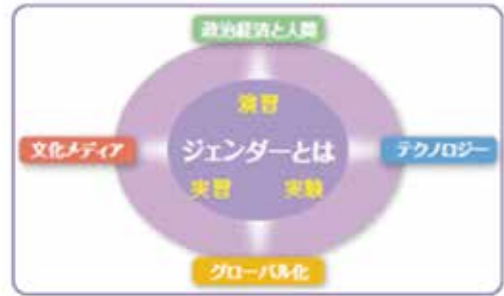 政治経済と人間
演習
文化メディア
ジェンダーとは
テクノロジー
実習
実験
グローバル化